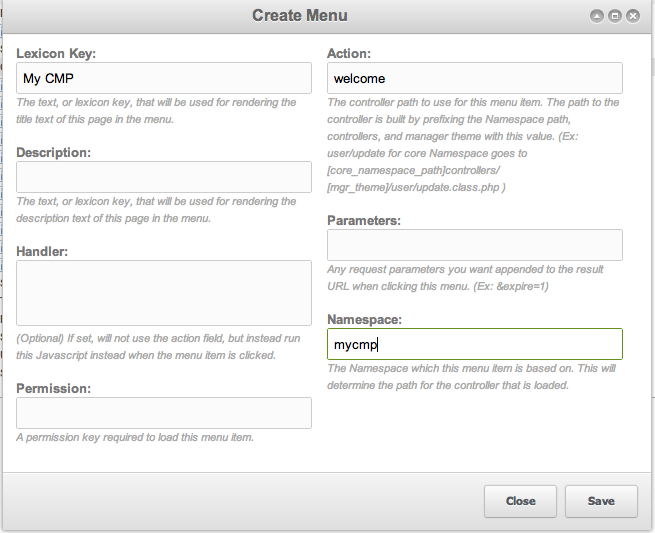 Create Menu
Lexicon Key:
My CMP
The text, or lexicon key, that will be used for rendering the
title text of this page in the menu.
Description:
The text, or lexicon key, that will be used for rendering the
description text of this page in the menu.
Handler:
(Optional) If set, will not use the action field, but instead run
this Javascript instead when the menu item is clicked.
Permission:
A permission key required to load this menu item.
Action:
welcome
The controller path to use for this menu item. The path to the
controller is built by prefixing the Namespace path,
controllers, and manager theme with this value. (Ex:
user/update for core Namespace goes to
[core_namespace_path]controllers/
[mgr_theme]/user/update.class.php )
Parameters:
Any request parameters you want appended to the result
URL when clicking this menu. (Ex: &expire=1)
Namespace:
mycmp
The Namespace which this menu item is based on. This will
determine the path for the controller that is loaded.
Close
Save